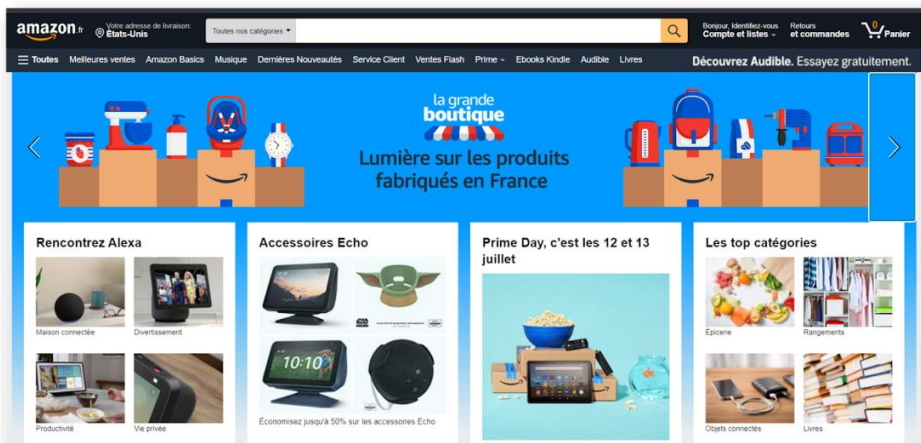 amazon.fr
Votre adresse de livraison:
États-Unis
Toutes nos catégories
Bonjour, Identifiez-vous
Compte et listes
Retours
et commandes
0
Panier
Toutes
Meilleures ventes
Amazon Basics
Musique
Dernières Nouveautés
Service Client
Ventes Flash
Prime
Ebooks Kindle
Audible
Livres
Découvrez Audible. Essayez gratuitement.
la grande
boutique
Lumière sur les produits
fabriqués en France
Rencontrez Alexa
Maison connectée
Divertissement
Productivité
Vie privée
Accessoires Echo
10:10
Économisez jusqu'à 50% sur les accessoires Echo
Prime Day, c'est les 12 et 13
juillet
Les top catégories
Epicerie
Rangements
Objets connectés
Livres